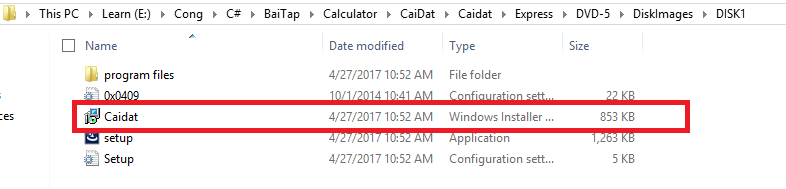 This PC Learn (E:) Cong C# BaiTap Calculator CaiDat Caidat Express DVD-5 DiskImages DISK1
Name Date modified Type Size
program files 4/27/2017 10:52 AM File folder
0x0409 10/1/2014 10:41 AM Configuration sett... 22 KB
Caidat 4/27/2017 10:52 AM Windows Installer ... 853 KB
setup 4/27/2017 10:52 AM Application 1,263 KB
Setup 4/27/2017 10:52 AM Configuration sett... 5 KB
ces